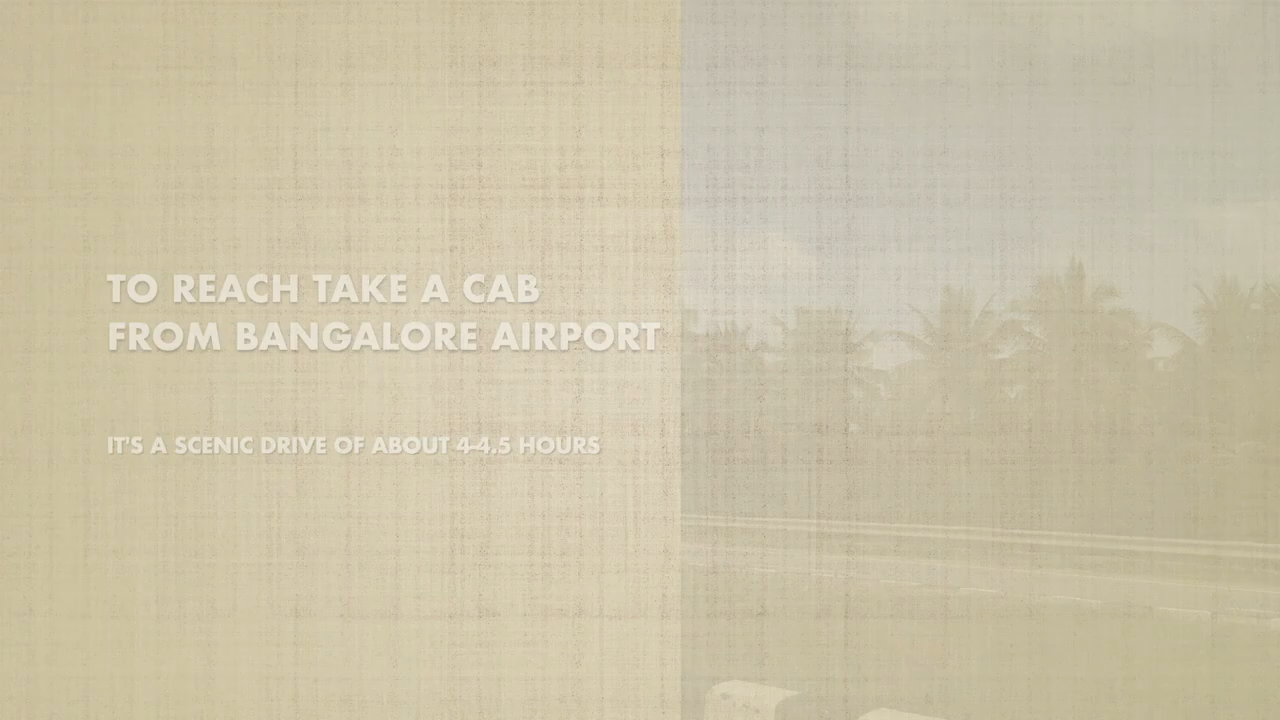 TO REACH TAKE A CAB
FROM BANGALORE AIRPORT
IT'S A SCENIC DRIVE OF ABOUT 4-4.5 HOURS